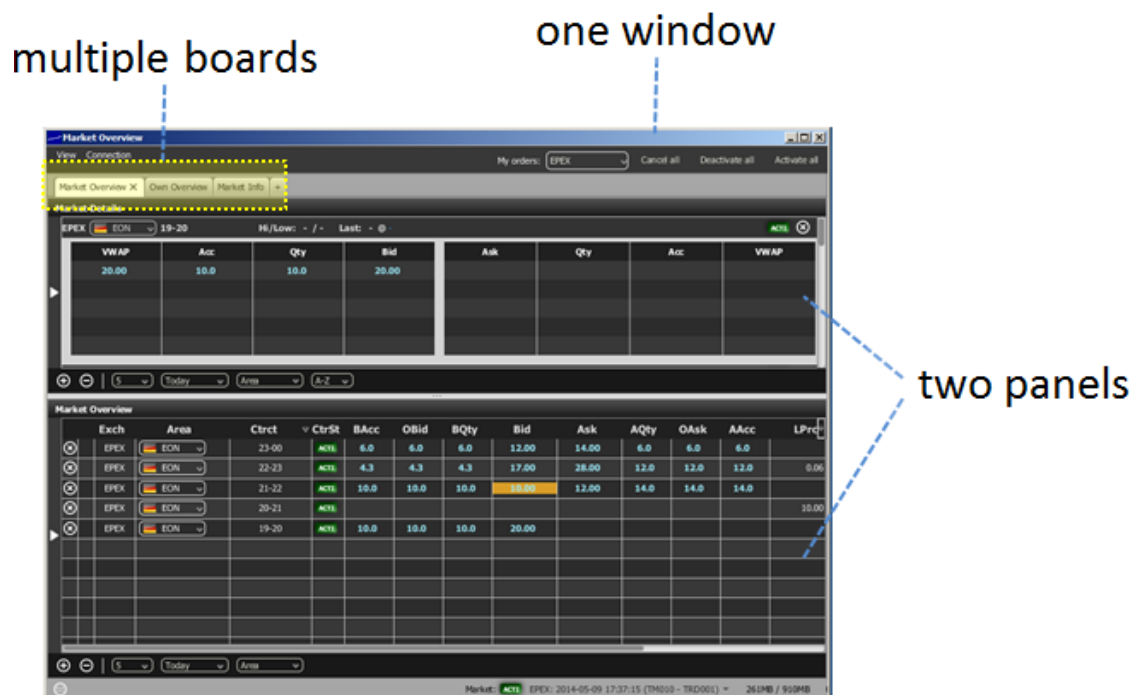 one window
multiple boards
Market Overview
View Connection My orders: EPEX Cancel all Deactivate all Activate all
Market Overview X Own Overview Market Info +
Market Details
EPEX EON 19-20 Hi/Low: - / - Last: - @ - ACTI
VWAP Acc Qty Bid Ask Qty Acc VWAP
20.00 10.0 10.0 20.00
5 Today Area A-Z
two panels
Market Overview
Exch Area Ctrct CtrSt BAcc OBid BQty Bid Ask AQty OAsk AAcc LPrc
EPEX EON 23-00 ACTI 6.0 6.0 6.0 12.00 14.00 6.0 6.0 6.0
EPEX EON 22-23 ACTI 4.3 4.3 4.3 17.00 28.00 12.0 12.0 12.0 0.06
EPEX EON 21-22 ACTI 10.0 10.0 10.0 10.00 12.00 14.0 14.0 14.0
EPEX EON 20-21 ACTI 10.00
EPEX EON 19-20 ACTI 10.0 10.0 10.0 20.00
5 Today Area
Market: ACTI EPEX: 2014-05-09 17:37:15 (TM010 - TRD001) 261MB / 910MB